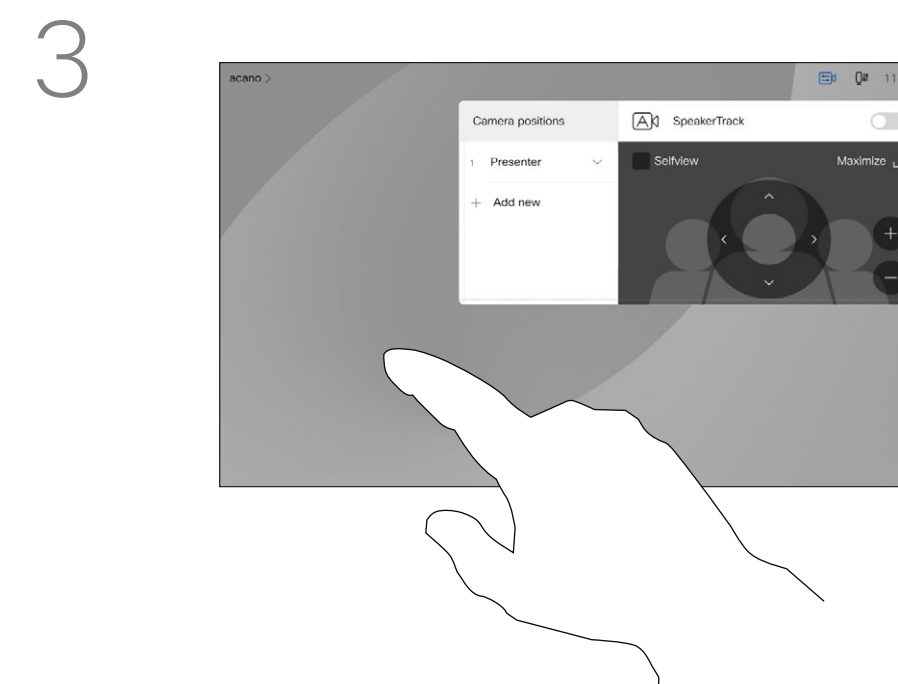 3
acano >
11
Camera positions
SpeakerTrack
1 Presenter
Selfview
Maximize
+ Add new